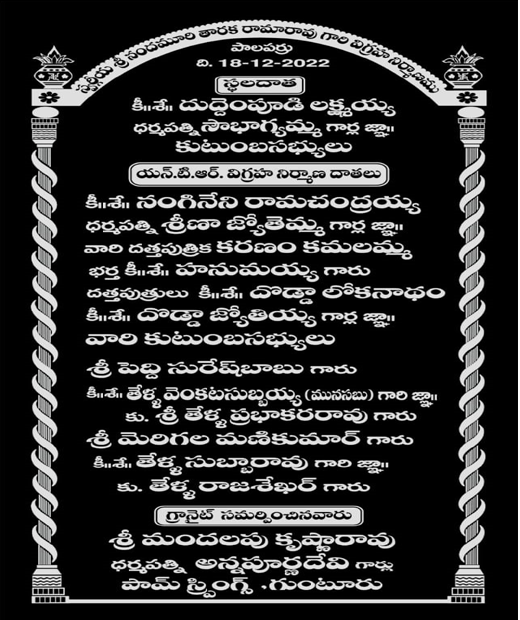 స్వర్గీయ శ్రీ నందమూరి తారక రామారావు గారి విగ్రహ నిర్మాణము
పాలపర్రు
ది. 18-12-2022
స్థలదాత
కీ॥శే॥ దుద్దెంపూడి లక్ష్మయ్య
ధర్మపత్ని సౌభాగ్యమ్మ గార్ల జ్ఞా॥
కుటుంబసభ్యులు
యన్.టి.ఆర్. విగ్రహ నిర్మాణ దాతలు
కీ॥శే॥ నంగినేని రామచంద్రయ్య
ధర్మపత్ని శ్రీణా జ్యోతెమ్మ గార్ల జ్ఞా॥
వారి దత్తపుత్రిక కరణం కమలమ్మ
భర్త కీ॥శే॥ హనుమయ్య గారు
దత్తపుత్రులు కీ॥శే॥ దొడ్డా లోకనాథం
కీ॥శే॥ దొడ్డా జ్యోతియ్య గార్ల జ్ఞా॥
వారి కుటుంబసభ్యులు
శ్రీ పెద్ది సురేష్‌బాబు గారు
కీ॥శే॥ తేళ్ళ వెంకటసుబ్బయ్య (మునసబు) గారి జ్ఞా॥
కు. శ్రీ తేళ్ళ ప్రభాకరరావు గారు
శ్రీ మెరిగల మణికుమార్ గారు
కీ॥శే॥ తేళ్ళ సుబ్బారావు గారి జ్ఞా॥
కు. తేళ్ళ రాజశేఖర్ గారు
గ్రానైట్ సమర్పించినవారు
శ్రీ మందలపు కృష్ణారావు
ధర్మపత్ని అన్నపూర్ణదేవి గార్లు
పామ్ స్ప్రింగ్స్ .గుంటూరు